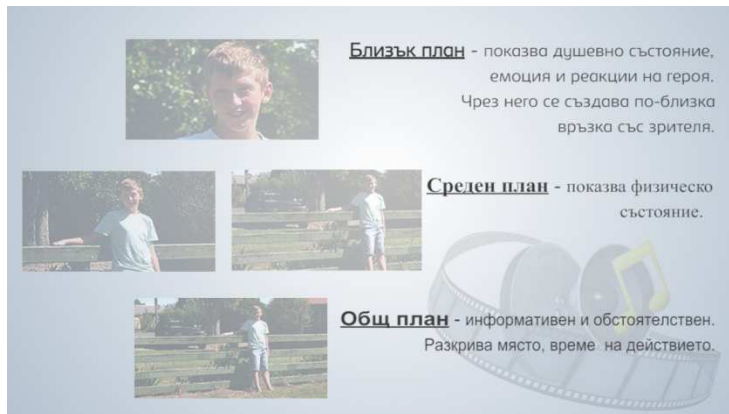 Близък план - показва душевно състояние,
емоция и реакции на героя.
Чрез него се създава по-близка
връзка със зрителя.
Среден план - показва физическо
състояние.
Общ план - информативен и обстоятелствен.
Разкрива място, време на действието.